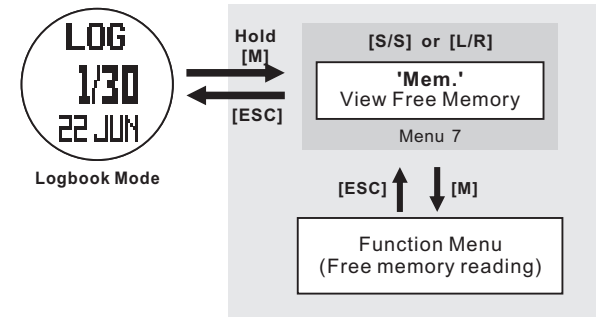 LOG
1/30
22 JUN
Logbook Mode
Hold
[M]
[ESC]
[S/S] or [L/R]
'Mem.'
View Free Memory
Menu 7
[ESC]
[M]
Function Menu
(Free memory reading)